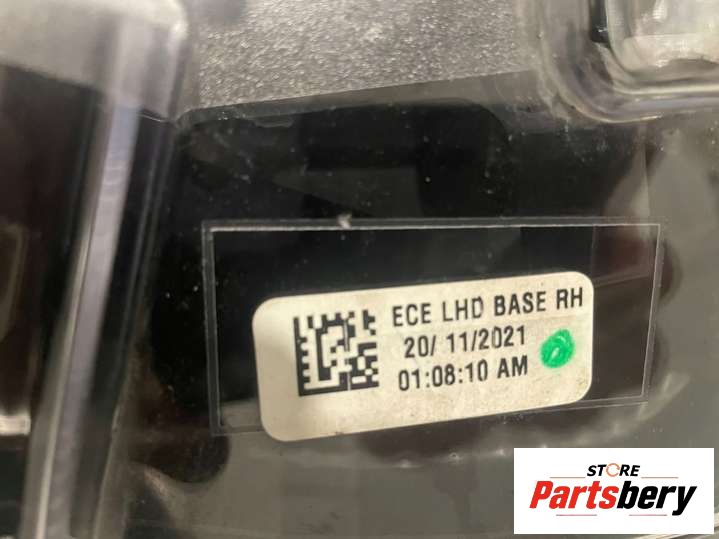 ECE LHD BASE RH
20/ 11/2021
01:08:10 AM
STORE
Partsbery